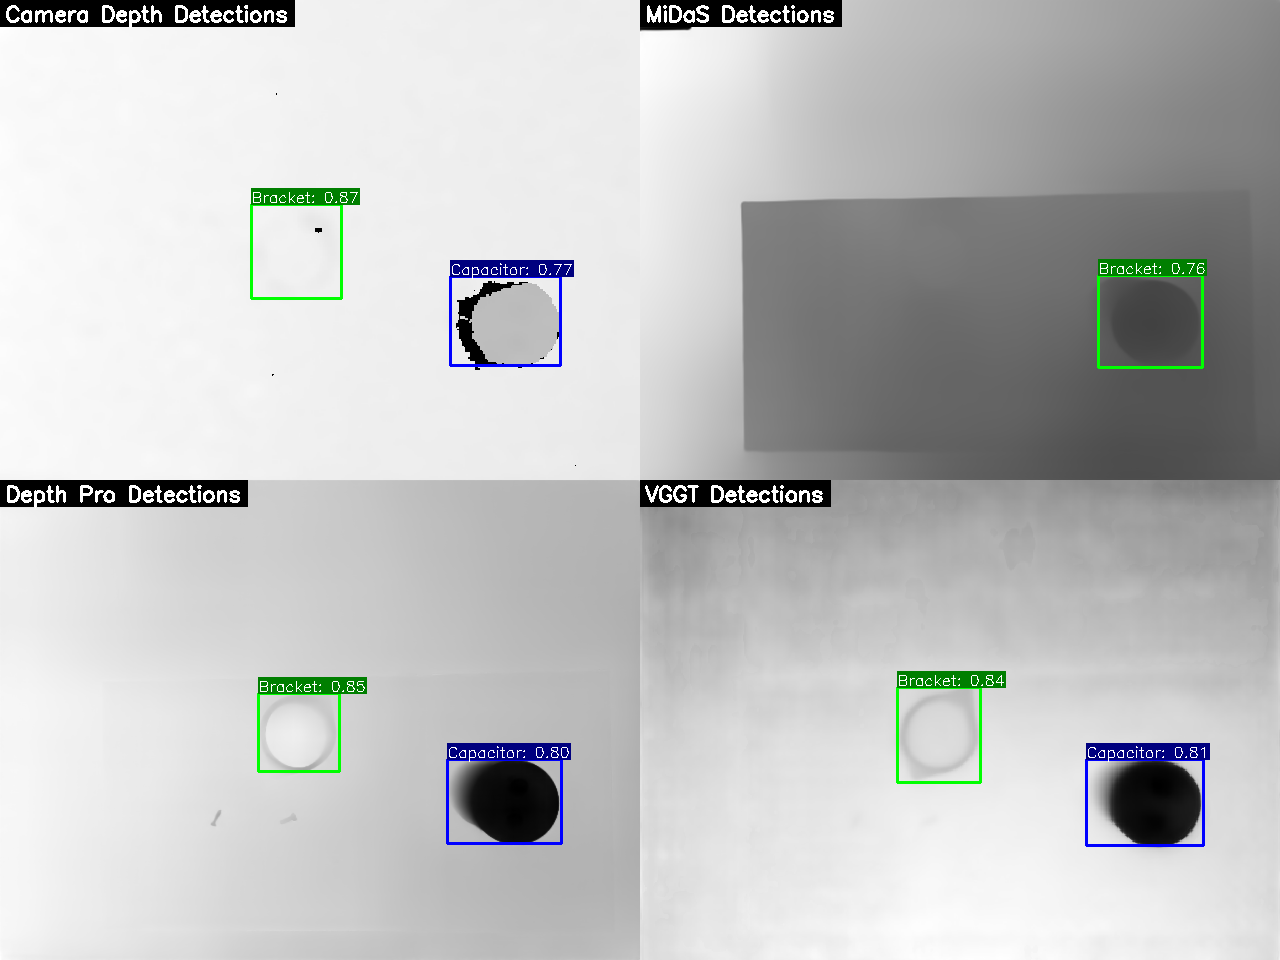 Camera Depth Detections
MiDaS Detections
Bracket: 0.87
Capacitor: 0.77
Bracket: 0.76
Depth Pro Detections
VGGT Detections
Bracket: 0.85
Capacitor: 0.80
Bracket: 0.84
Capacitor: 0.81